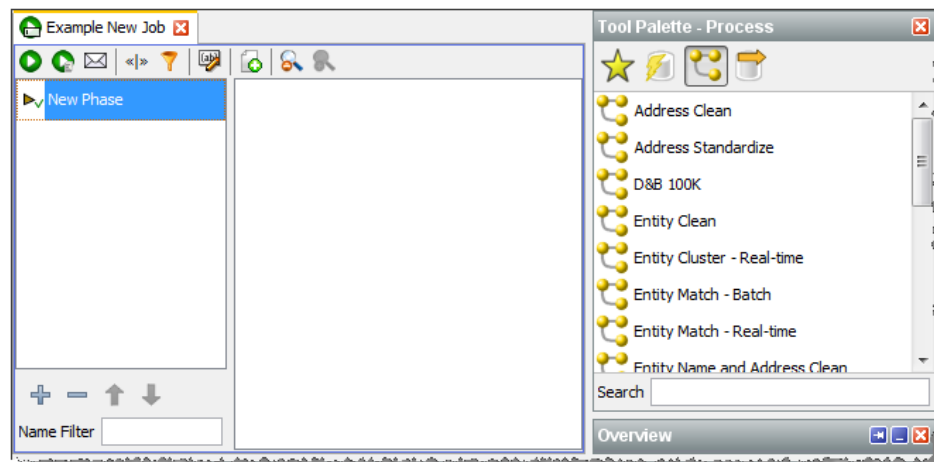 Example New Job
Tool Palette - Process
New Phase
Address Clean
Address Standardize
D&B 100K
Entity Clean
Entity Cluster - Real-time
Entity Match - Batch
Entity Match - Real-time
Entity Name and Address Clean
Search
Name Filter
Overview